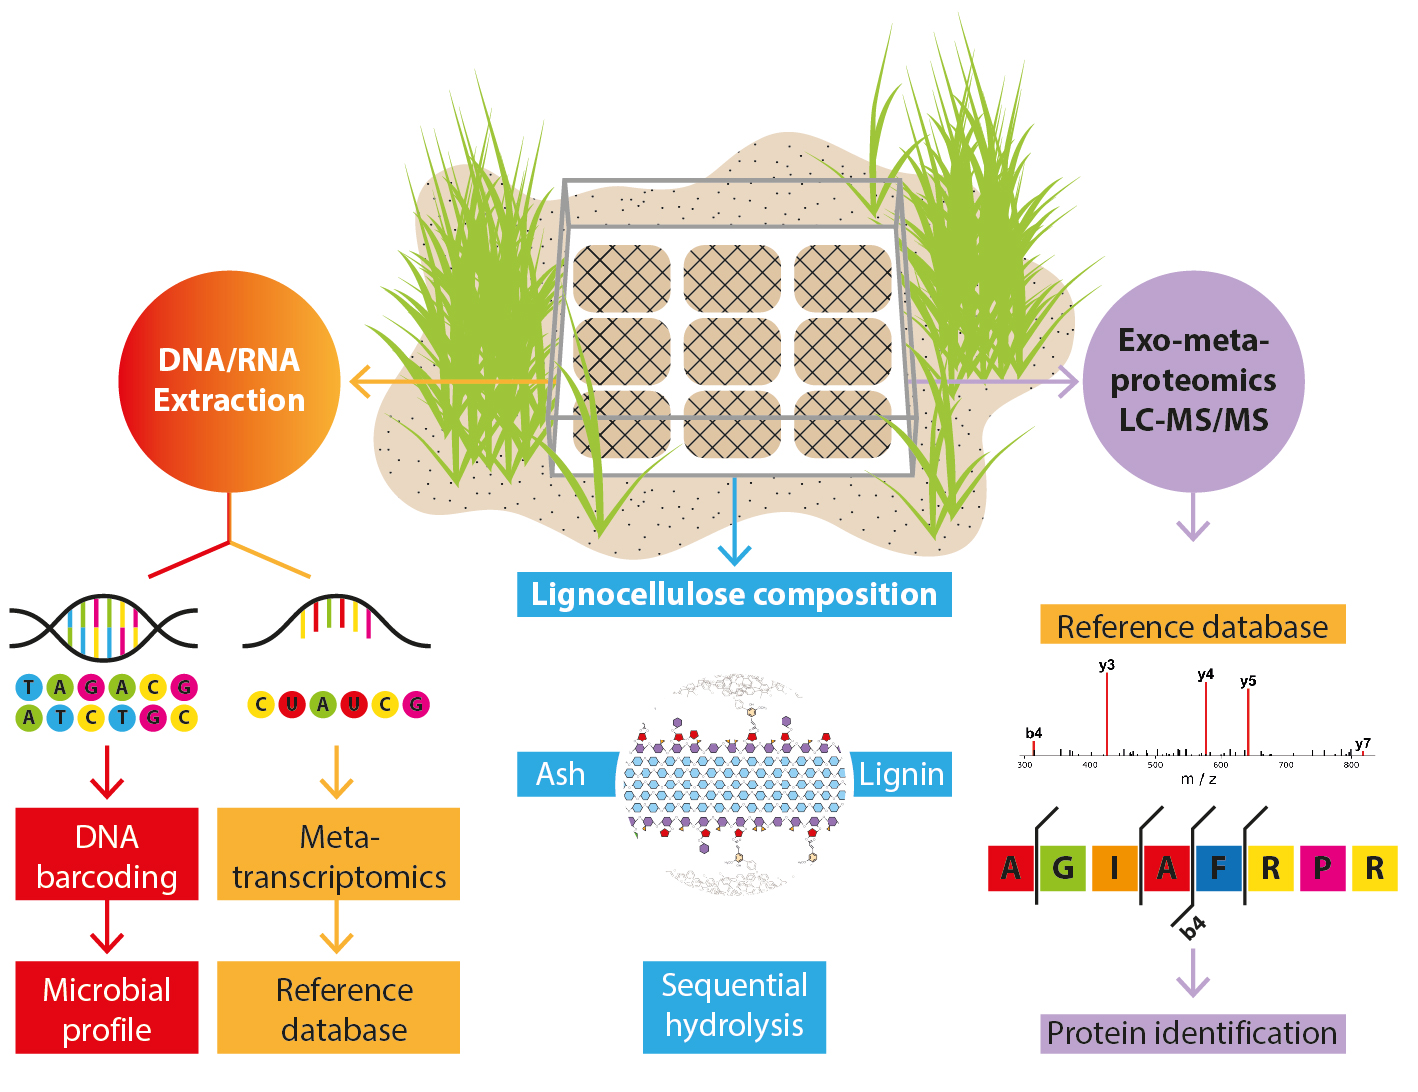 DNA/RNA
Extraction
Exo-meta-
proteomics
LC-MS/MS
Lignocellulose composition
T A G A C G
A T C T G C
C U A U C G
DNA
barcoding
Microbial
profile
Meta-
transcriptomics
Reference
database
Ash
Lignin
Sequential
hydrolysis
Reference database
y3
y4
y5
b4
y7
300 400 500 600 700 800
m / z
A G I A F R P R
b4
Protein identification